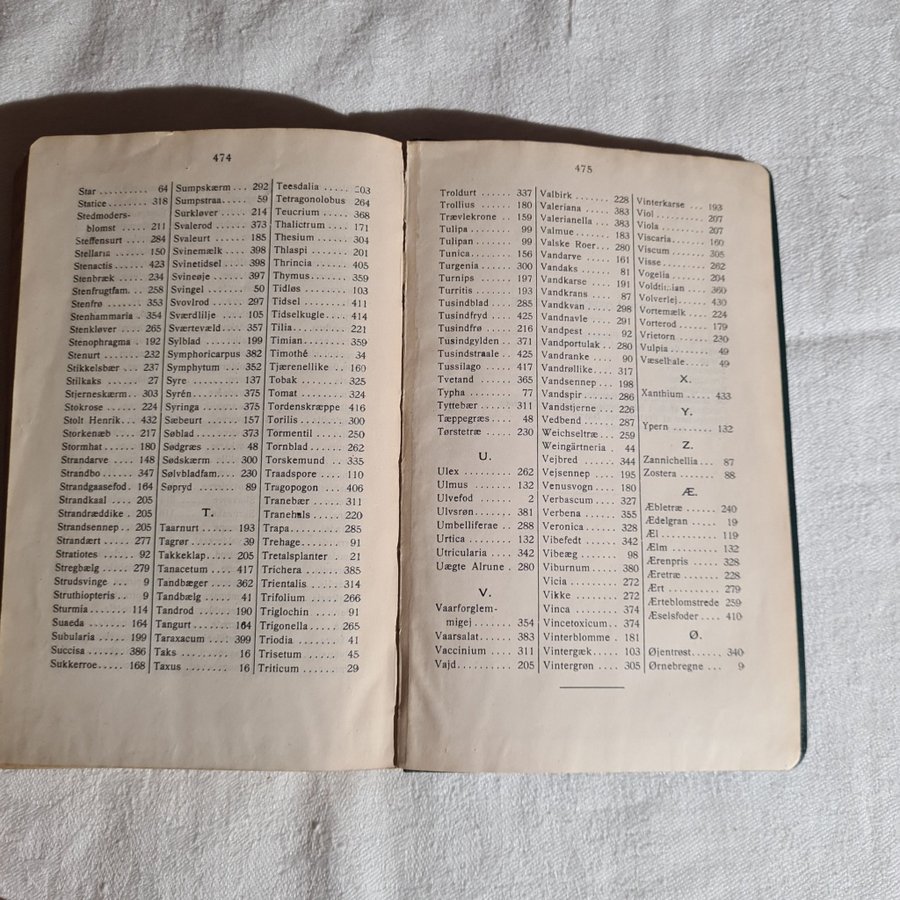 474
Star .......... 64
Statice ........ 318
Stedmoders-
blomst ..... 211
Steffensurt .... 284
Stellaria ...... 150
Stenactis ...... 423
Stenbræk ..... 234
Stenfrugtfam. . 258
Stenfrø ....... 353
Stenhammaria . 354
Stenkløver .... 265
Stenophragma . 192
Stenurt ....... 232
Stikkelsbær ... 237
Stilkaks ...... 27
Stjerneskærm .. 303
Stokrose ...... 224
Stolt Henrik... 432
Storkenæb .... 217
Stormhat ...... 180
Strandarve .... 148
Strandbo ...... 347
Strandgaasefod. 164
Strandkaal .... 205
Strandræddike . 205
Strandsennep .. 205
Strandært ..... 277
Stratiotes ..... 92
Stregbælg ..... 279
Strudsvinge ... 9
Struthiopteris .. 9
Sturmia ....... 114
Suaeda ....... 164
Subularia ..... 199
Succisa ....... 386
Sukkerroe..... 168
Sumpskærm ... 292
Sumpstraa..... 59
Surkløver ..... 214
Svalerod ...... 373
Svaleurt ...... 185
Svinemælk .... 398
Svinetidsel .... 398
Svineøje ...... 397
Svingel ....... 50
Svovlrod ...... 297
Sværdlilje .... 105
Sværtevæld.... 357
Sylblad ....... 199
Symphoricarpus 382
Symphytum ... 352
Syre .......... 137
Syrén......... 375
Syringa ....... 375
Sæbeurt ...... 157
Søblad ........ 373
Sødgræs ...... 48
Sødskærm .... 300
Sølvbladfam... 230
Søpryd ....... 89
T.
Taarnurt ...... 193
Tagrør ........ 39
Takkeklap..... 205
Tanacetum .... 417
Tandbæger .... 362
Tandbælg .... 41
Tandrod ...... 190
Tangurt ...... 164
Taraxacum .... 399
Taks ......... 16
Taxus ......... 16
Teesdalia ..... 203
Tetragonolobus 264
Teucrium ..... 368
Thalictrum .... 171
Thesium ...... 304
Thlaspi ....... 201
Thrincia ...... 405
Thymus....... 359
Tidløs ........ 103
Tidsel ......... 411
Tidselkugle.... 414
Tilia.......... 221
Timian........ 359
Timothê ...... 34
Tjærenellike .. 160
Tobak ........ 325
Tomat ........ 324
Tordenskræppe 416
Torilis ........ 300
Tormentil ..... 250
Tornblad...... 262
Torskemund .. 335
Traadspore .... 110
Tragopogon ... 406
Tranebær ..... 311
Tranehals ..... 220
Trapa......... 285
Trehage....... 91
Tretalsplanter . 21
Trichera ...... 385
Trientalis ..... 314
Trifolium ..... 266
Triglochin .... 91
Trigonella ..... 265
Triodia ....... 41
Trisetum ...... 45
Triticum ...... 29
475
Troldurt ...... 337
Trollius ....... 180
Trævlekrone .. 159
Tulipa ........ 99
Tulipan ....... 99
Tunica ........ 156
Turgenia ...... 300
Turnips ....... 197
Turritis ....... 193
Tusindblad .... 285
Tusindfryd .... 425
Tusindfrø ..... 216
Tusindgylden .. 371
Tusindstraale .. 425
Tussilago ..... 417
Tvetand ...... 365
Typha ........ 77
Tyttebær ..... 311
Tæppegræs ... 48
Tørstetræ ..... 230
U.
Ulex .......... 262
Ulmus ........ 132
Ulvefod ....... 2
Ulvsrøn....... 381
Umbelliferae .. 288
Urtica ........ 132
Utricularia .... 342
Uægte Alrune . 280
V.
Vaarforglem-
migej ....... 354
Vaarsalat...... 383
Vaccinium .... 311
Vajd.......... 205
Valbirk ....... 228
Valeriana ..... 383
Valerianella ... 383
Valmue ....... 183
Valske Roer... 280
Vandarve ..... 161
Vandaks ...... 81
Vandkarse .... 191
Vandkrans .... 87
Vandkvan ..... 298
Vandnavle .... 291
Vandpest ..... 92
Vandportulak . 280
Vandranke .... 90
Vandrøllike.... 317
Vandsennep ... 198
Vandspir ...... 286
Vandstjerne ... 226
Vedbend ...... 287
Weichseltræ... 259
Weingärtneria . 44
Vejbred ....... 344
Vejsennep .... 195
Venusvogn .... 180
Verbascum .... 327
Verbena ...... 355
Veronica ...... 328
Vibefedt ...... 342
Vibeæg ....... 98
Viburnum..... 380
Vicia ......... 272
Vikke ........ 272
Vinca ......... 374
Vincetoxicum.. 374
Vinterblomme . 181
Vintergæk .... 103
Vintergrøn .... 305
Vinterkarse ... 193
Viol .......... 207
Viola ......... 207
Viscaria....... 160
Viscum ....... 305
Visse ......... 262
Vogelia ....... 204
Voldtimian .... 360
Volverlej...... 430
Vortemælk .... 224
Vorterod ...... 179
Vrietorn ...... 230
Vulpia ........ 49
Væselhale..... 49
X.
Xanthium ..... 433
Y.
Ypern ........ 132
Z.
Zannichellia... 87
Zostera ....... 88
Æ.
Æbletræ ...... 240
Ædelgran ..... 19
Æl ........... 119
Ælm ......... 132
Ærenpris ..... 328
Æretræ ....... 228
Ært .......... 279
Ærteblomstrede 259
Æselsfoder .... 410
Ø.
Øjentrøst...... 340
Ørnebregne ... 9